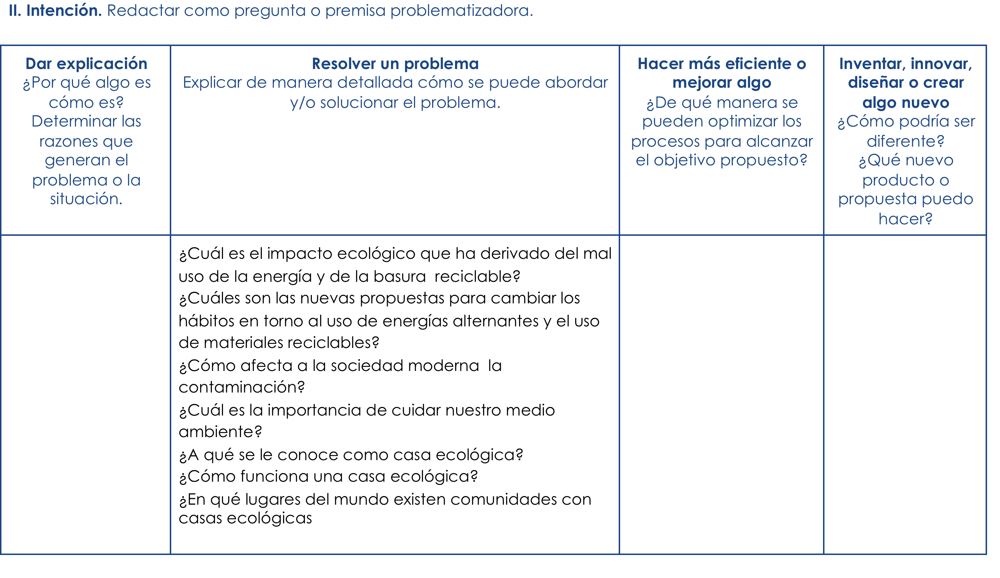 II. Intención. Redactar como pregunta o premisa problematizadora.
Dar explicación
¿Por qué algo es
cómo es?
Determinar las
razones que
generan el
problema o la
situación.
Resolver un problema
Explicar de manera detallada cómo se puede abordar
y/o solucionar el problema.
Hacer más eficiente o
mejorar algo
¿De qué manera se
pueden optimizar los
procesos para alcanzar
el objetivo propuesto?
Inventar, innovar,
diseñar o crear
algo nuevo
¿Cómo podría ser
diferente?
¿Qué nuevo
producto o
propuesta puedo
hacer?
¿Cuál es el impacto ecológico que ha derivado del mal
uso de la energía y de la basura  reciclable?
¿Cuáles son las nuevas propuestas para cambiar los
hábitos en torno al uso de energías alternantes y el uso
de materiales reciclables?
¿Cómo afecta a la sociedad moderna  la
contaminación?
¿Cuál es la importancia de cuidar nuestro medio
ambiente?
¿A qué se le conoce como casa ecológica?
¿Cómo funciona una casa ecológica?
¿En qué lugares del mundo existen comunidades con
casas ecológicas